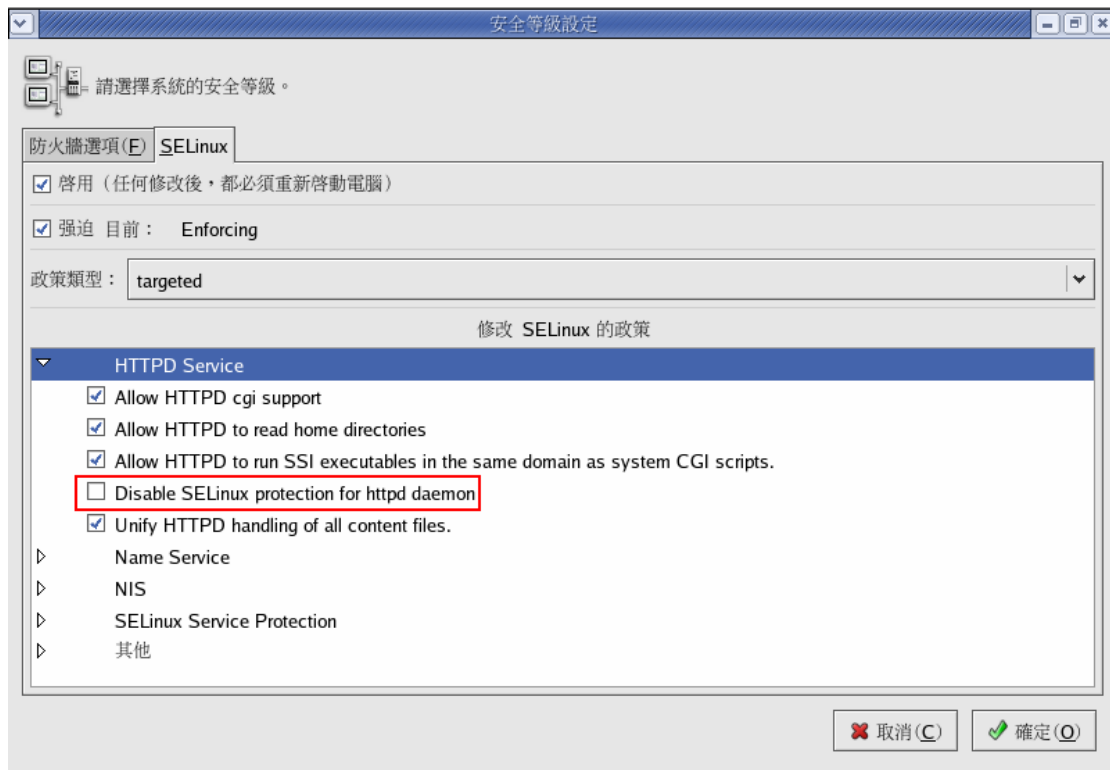 安全等級設定
請選擇系統的安全等級。
防火牆選項(F) SELinux
啓用（任何修改後，都必須重新啓動電腦）
强迫 目前： Enforcing
政策類型： targeted
修改 SELinux 的政策
HTTPD Service
Allow HTTPD cgi support
Allow HTTPD to read home directories
Allow HTTPD to run SSI executables in the same domain as system CGI scripts.
Disable SELinux protection for httpd daemon
Unify HTTPD handling of all content files.
Name Service
NIS
SELinux Service Protection
其他
取消(C) 確定(O)